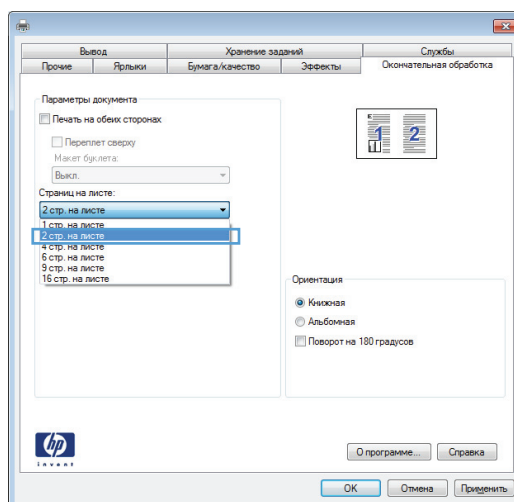 Вывод Хранение заданий Службы
Прочие Ярлыки Бумага/качество Эффекты Окончательная обработка
Параметры документа
Печать на обеих сторонах
Переплет сверху
Макет буклета:
Выкл.
Страниц на листе:
2 стр. на листе
1 стр. на листе
2 стр. на листе
4 стр. на листе
6 стр. на листе
9 стр. на листе
16 стр. на листе
1 2
Ориентация
Книжная
Альбомная
Поворот на 180 градусов
hp
invent
О программе... Справка
OK Отмена Применить